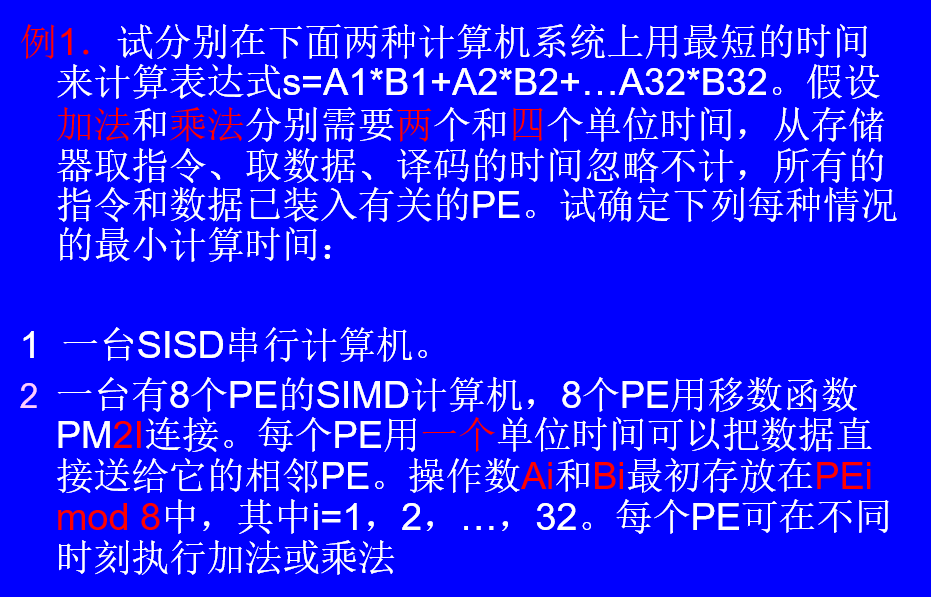 例1. 试分别在下面两种计算机系统上用最短的时间
来计算表达式s=A1*B1+A2*B2+…A32*B32。假设
加法和乘法分别需要两个和四个单位时间，从存储
器取指令、取数据、译码的时间忽略不计，所有的
指令和数据已装入有关的PE。试确定下列每种情况
的最小计算时间：
1 一台SISD串行计算机。
2 一台有8个PE的SIMD计算机，8个PE用移数函数
PM2I连接。每个PE用一个单位时间可以把数据直
接送给它的相邻PE。操作数Ai和Bi最初存放在PEi
mod 8中，其中i=1，2，…，32。每个PE可在不同
时刻执行加法或乘法